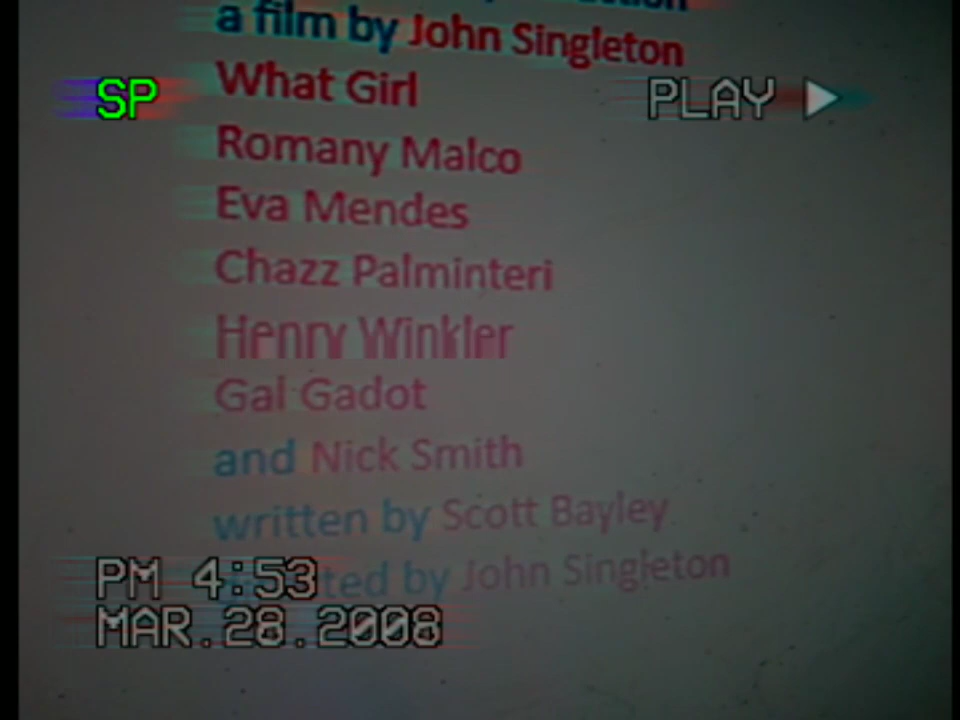 a film by John Singleton
What Girl
SP
PLAY
Romany Malco
Eva Mendes
Chazz Palminteri
Henry Winkler
Gal Gadot
and Nick Smith
written by Scott Bayley
by John Singleton
PM 4:53
MAR.28.2008